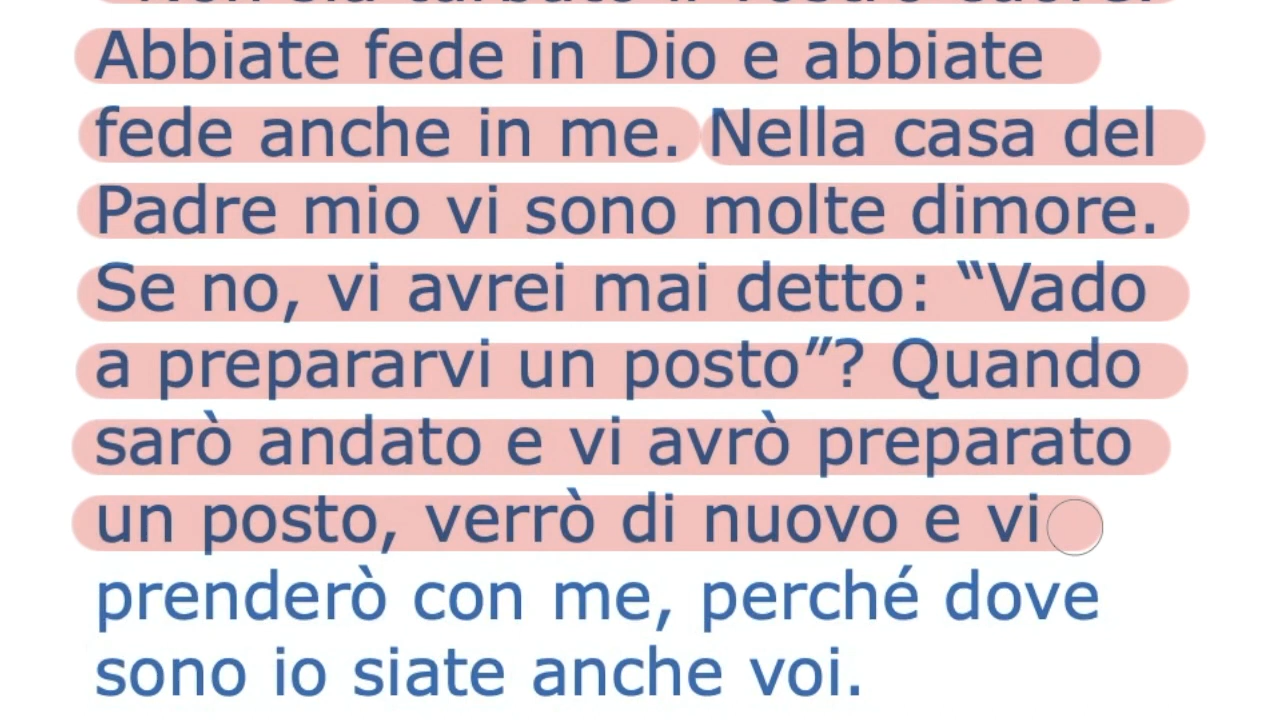 Abbiate fede in Dio e abbiate
fede anche in me. Nella casa del
Padre mio vi sono molte dimore.
Se no, vi avrei mai detto: “Vado
a prepararvi un posto”? Quando
sarò andato e vi avrò preparato
un posto, verrò di nuovo e vi
prenderò con me, perché dove
sono io siate anche voi.